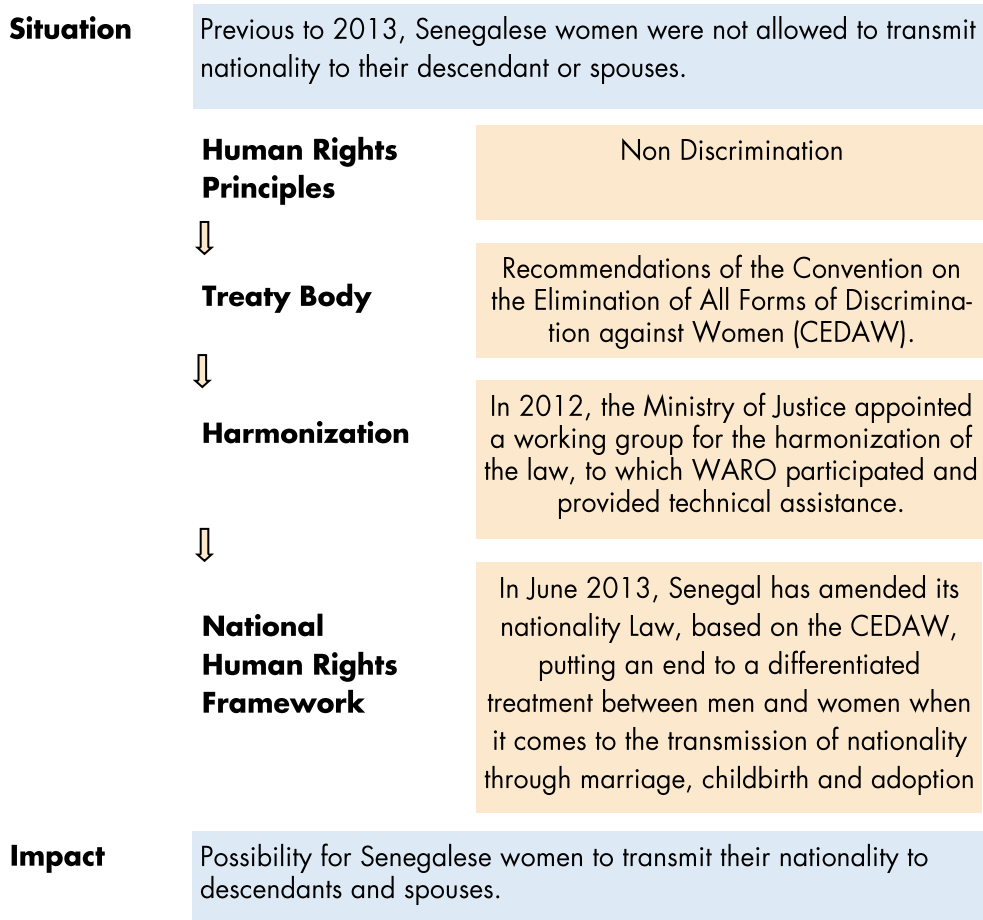 Situation
Previous to 2013, Senegalese women were not allowed to transmit
nationality to their descendant or spouses.
Human Rights
Principles
Non Discrimination
Treaty Body
Recommendations of the Convention on
the Elimination of All Forms of Discrimina-
tion against Women (CEDAW).
Harmonization
In 2012, the Ministry of Justice appointed
a working group for the harmonization of
the law, to which WARO participated and
provided technical assistance.
National
Human Rights
Framework
In June 2013, Senegal has amended its
nationality Law, based on the CEDAW,
putting an end to a differentiated
treatment between men and women when
it comes to the transmission of nationality
through marriage, childbirth and adoption
Impact
Possibility for Senegalese women to transmit their nationality to
descendants and spouses.